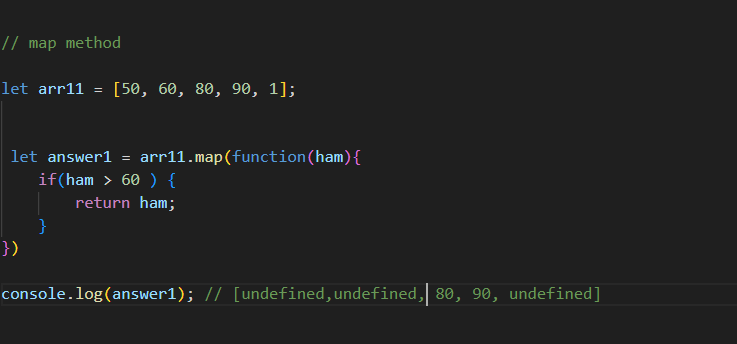 // map method
let arr11 = [50, 60, 80, 90, 1];
let answer1 = arr11.map(function(ham){
if(ham > 60 ) {
return ham;
}
})
console.log(answer1); // [undefined,undefined, 80, 90, undefined]